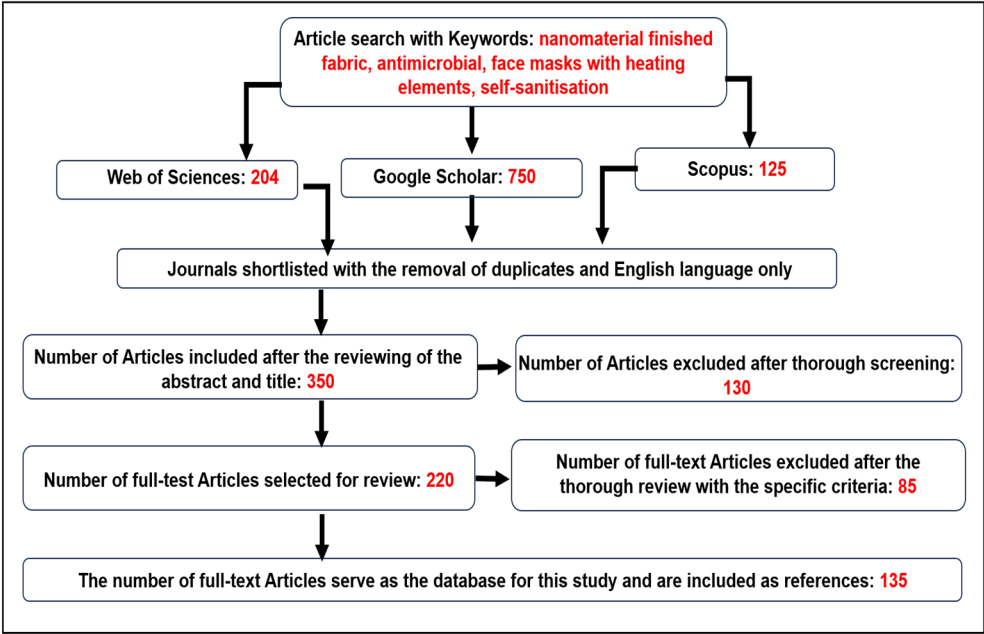 Article search with Keywords: nanomaterial finished
fabric, antimicrobial, face masks with heating
elements, self-sanitisation
Web of Sciences: 204
Google Scholar: 750
Scopus: 125
Journals shortlisted with the removal of duplicates and English language only
Number of Articles included after the reviewing of the
abstract and title: 350
Number of Articles excluded after thorough screening:
130
Number of full-test Articles selected for review: 220
Number of full-text Articles excluded after the
thorough review with the specific criteria: 85
The number of full-text Articles serve as the database for this study and are included as references: 135